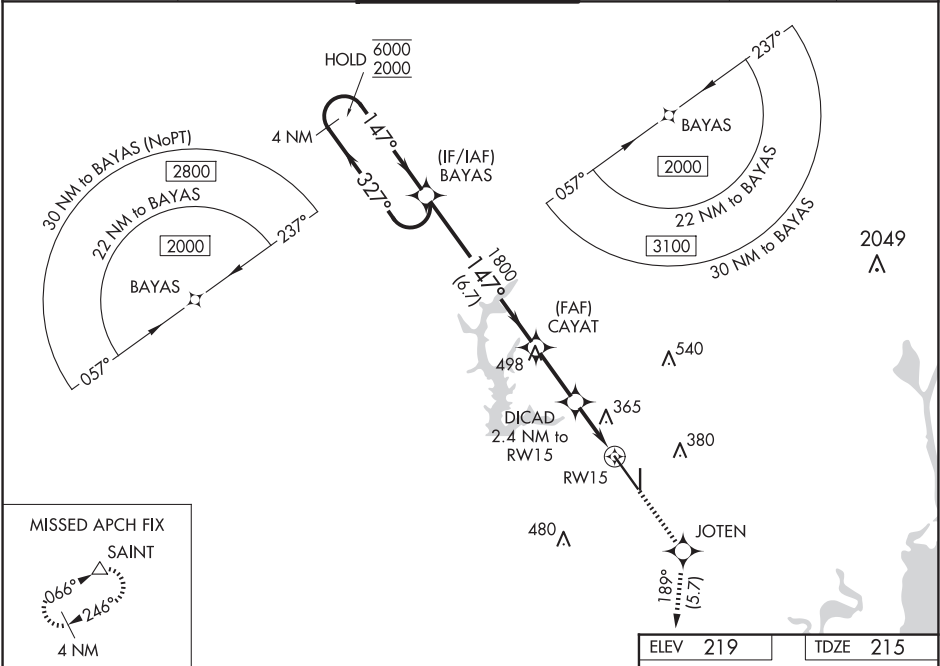 HOLD 6000
2000
4 NM
147°
327°
(IF/IAF)
BAYAS
30 NM to BAYAS (NoPT)
2800
22 NM to BAYAS
2000
237°
BAYAS
057°
237°
BAYAS
2000
057°
22 NM to BAYAS
3100
30 NM to BAYAS
2049
1800
147°
(6.7)
(FAF)
CAYAT
498
540
DICAD
2.4 NM to
RW15
365
380
RW15
480
JOTEN
189°
(5.7)
MISSED APCH FIX
SAINT
066°
246°
4 NM
ELEV 219
TDZE 215